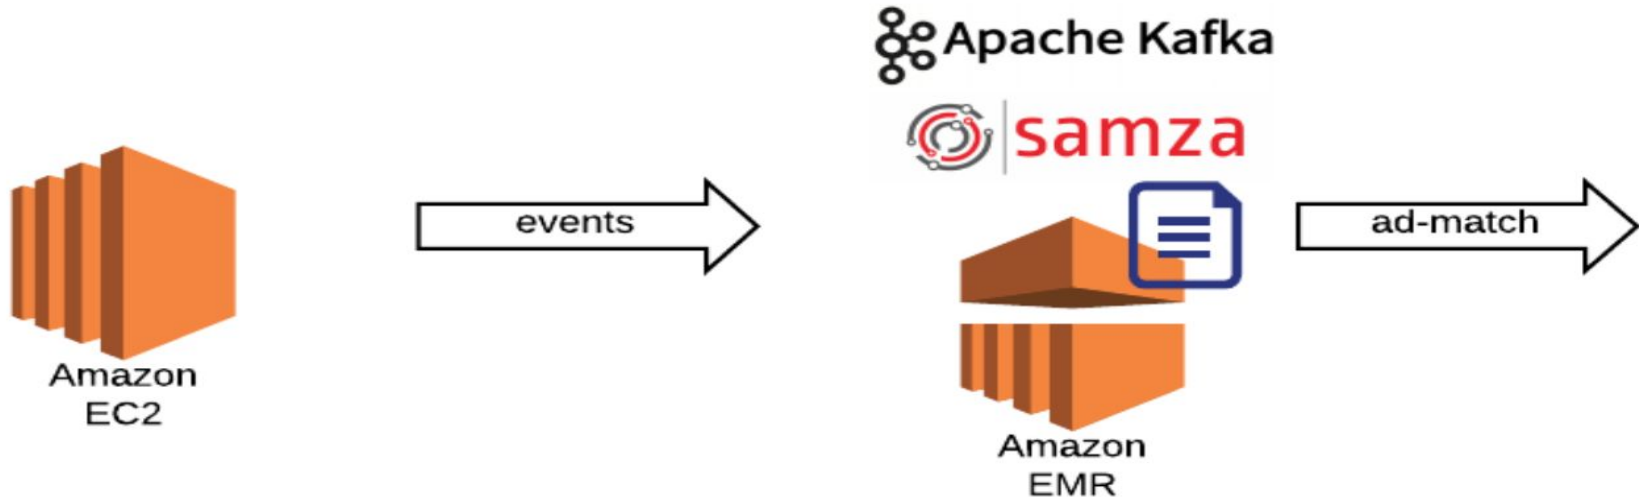 Apache Kafka
samza
events
ad-match
Amazon
EC2
Amazon
EMR